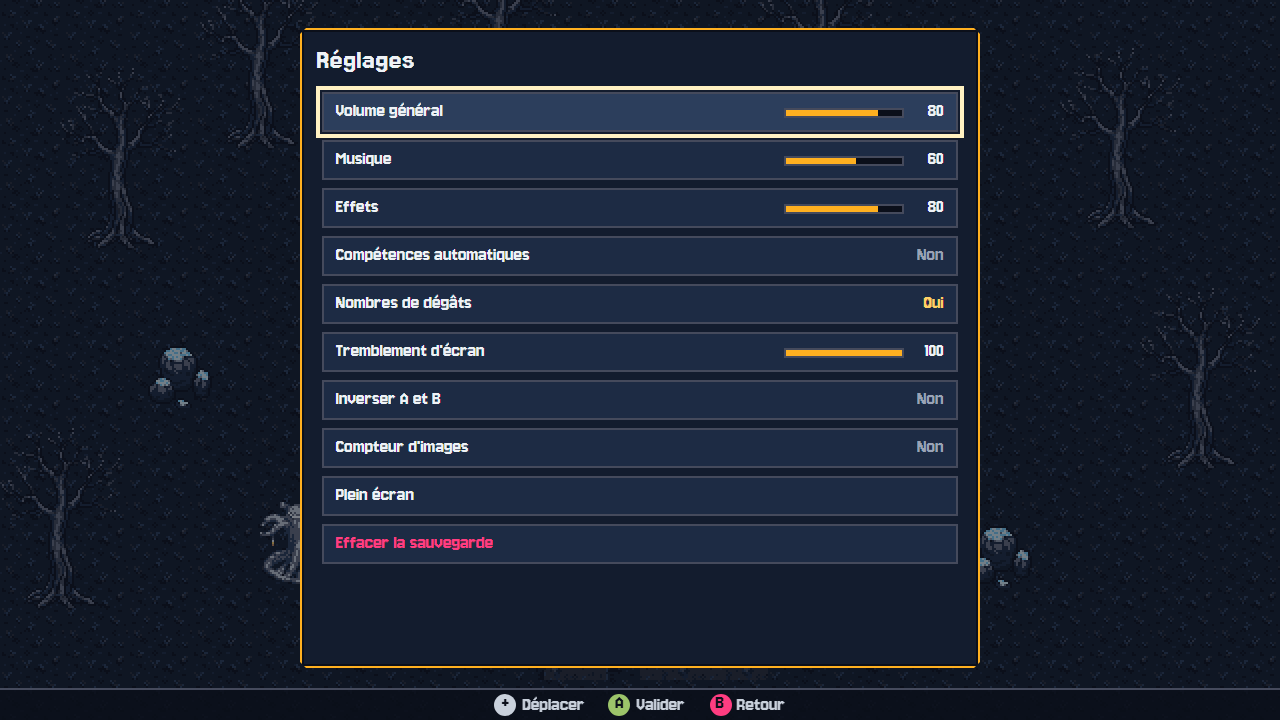 Réglages
Volume général 80
Musique 60
Effets 80
Compétences automatiques Non
Nombres de dégâts Oui
Tremblement d'écran 100
Inverser A et B Non
Compteur d'images Non
Plein écran
Effacer la sauvegarde
+ Déplacer A Valider B Retour